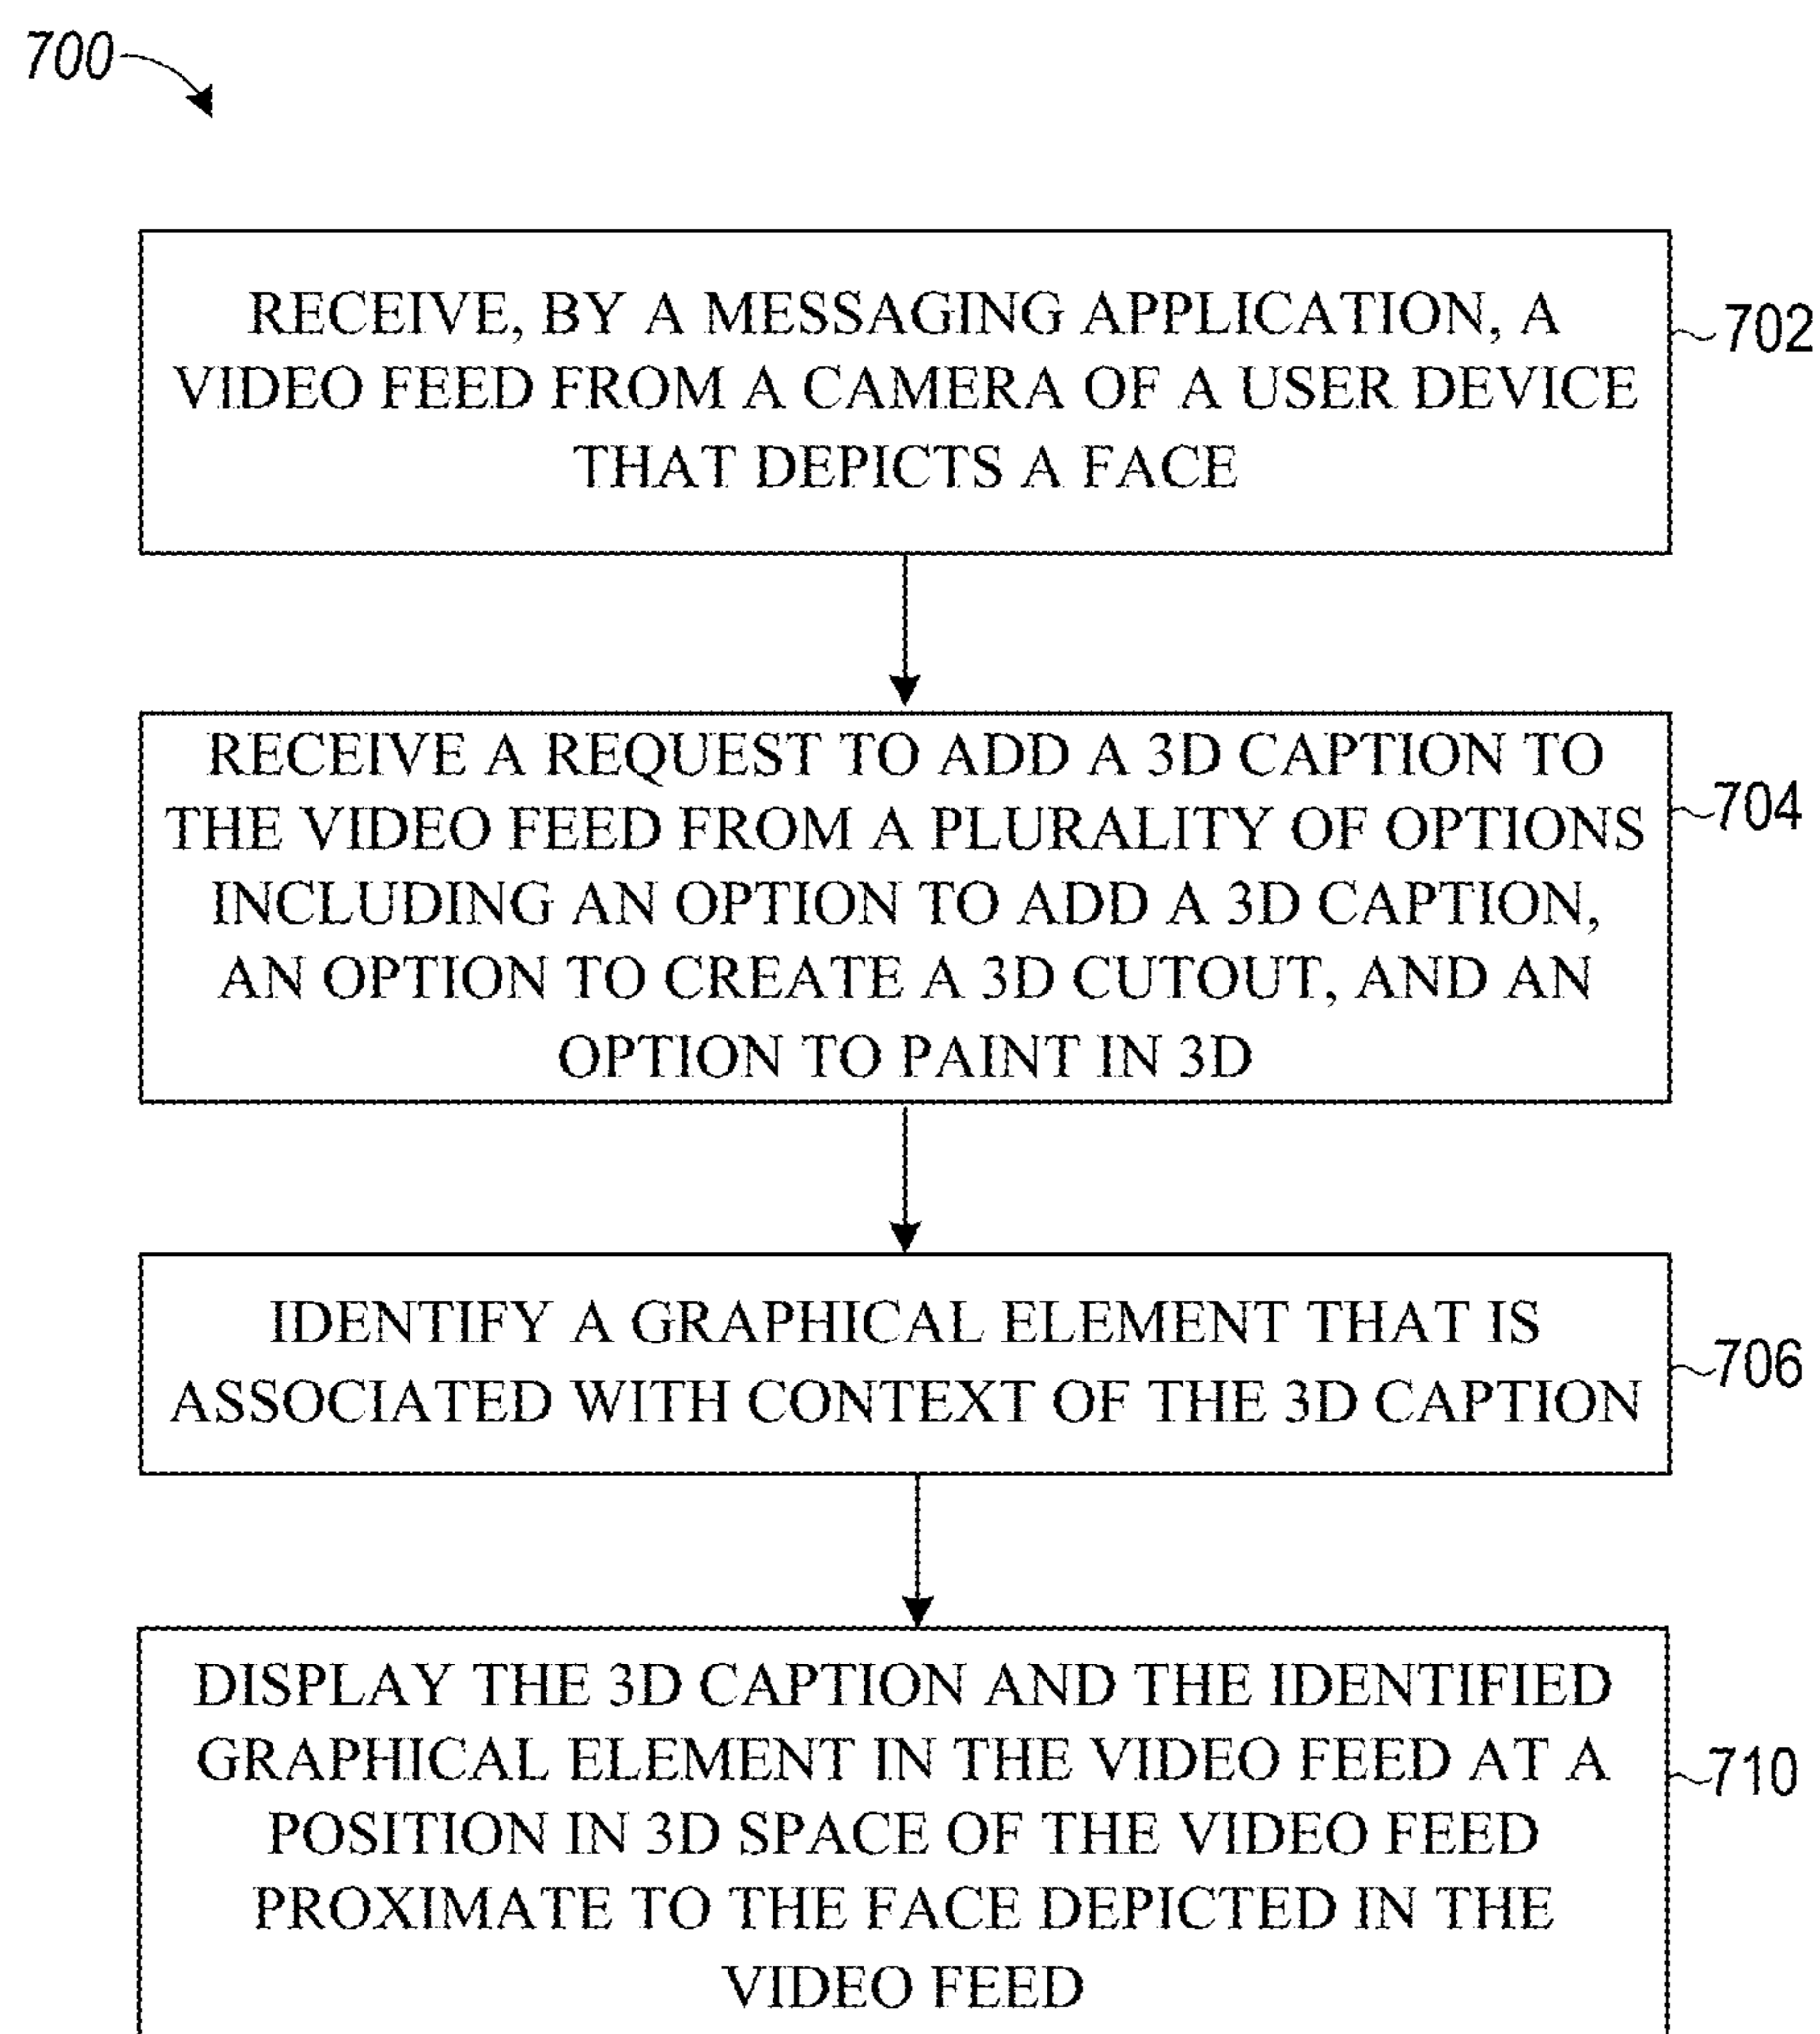 700
RECEIVE, BY A MESSAGING APPLICATION, A
VIDEO FEED FROM A CAMERA OF A USER DEVICE
THAT DEPICTS A FACE
702
RECEIVE A REQUEST TO ADD A 3D CAPTION TO
THE VIDEO FEED FROM A PLURALITY OF OPTIONS
INCLUDING AN OPTION TO ADD A 3D CAPTION,
AN OPTION TO CREATE A 3D CUTOUT, AND AN
OPTION TO PAINT IN 3D
704
IDENTIFY A GRAPHICAL ELEMENT THAT IS
ASSOCIATED WITH CONTEXT OF THE 3D CAPTION
706
DISPLAY THE 3D CAPTION AND THE IDENTIFIED
GRAPHICAL ELEMENT IN THE VIDEO FEED AT A
POSITION IN 3D SPACE OF THE VIDEO FEED
PROXIMATE TO THE FACE DEPICTED IN THE
VIDEO FEED
710